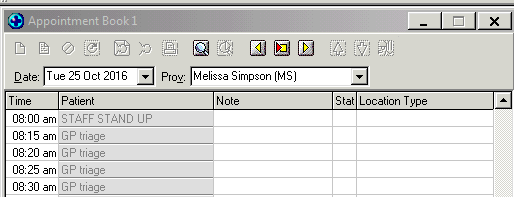 Appointment Book 1
Date: Tue 25 Oct 2016 Prov: Melissa Simpson (MS)
Time Patient Note Stat Location Type
08:00 am STAFF STAND UP
08:15 am GP triage
08:20 am GP triage
08:25 am GP triage
08:30 am GP triage